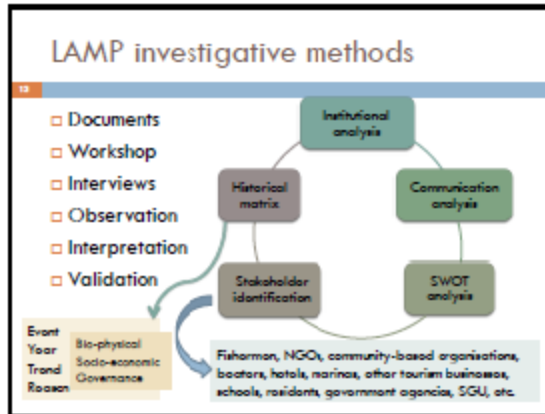 LAMP investigative methods
13
Documents
Workshop
Interviews
Observation
Interpretation
Validation
Institutional
analysis
Historical
matrix
Communication
analysis
Stakeholder
identification
SWOT
analysis
Event
Year
Trend
Reason
Bio-physical
Socio-economic
Governance
Fishermen, NGOs, community-based organisations,
boaters, hotels, marinas, other tourism businesses,
schools, residents, government agencies, SGU, etc.